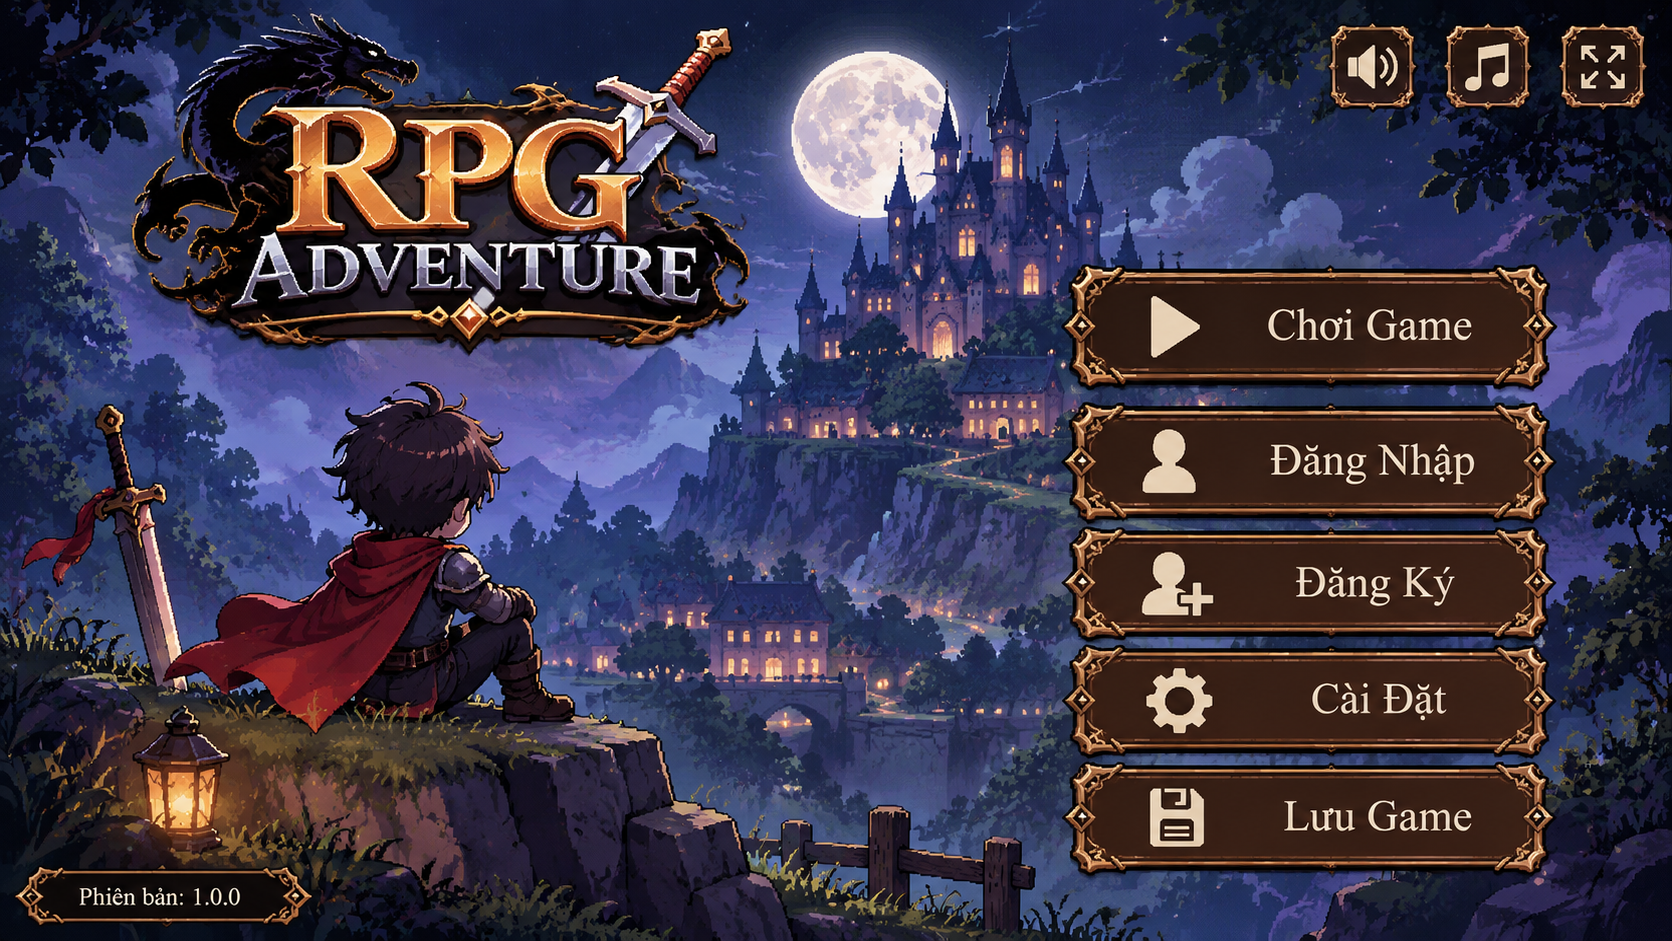 RPG
ADVENTURE
Chơi Game
Đăng Nhập
Đăng Ký
Cài Đặt
Lưu Game
Phiên bản: 1.0.0